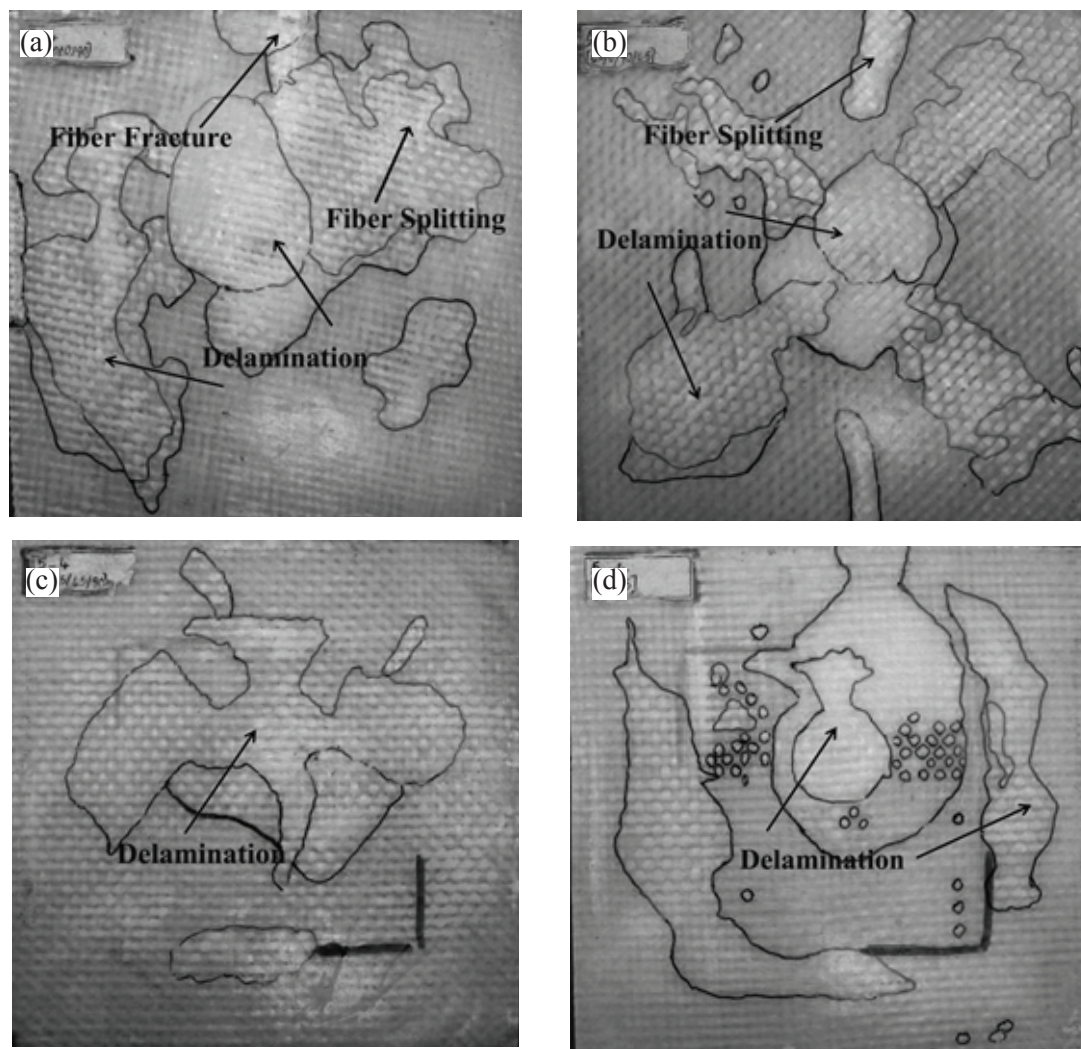 (a)
Fiber Fracture
Fiber Splitting
Delamination
(b)
Fiber Splitting
Delamination
(c)
Delamination
(d)
Delamination